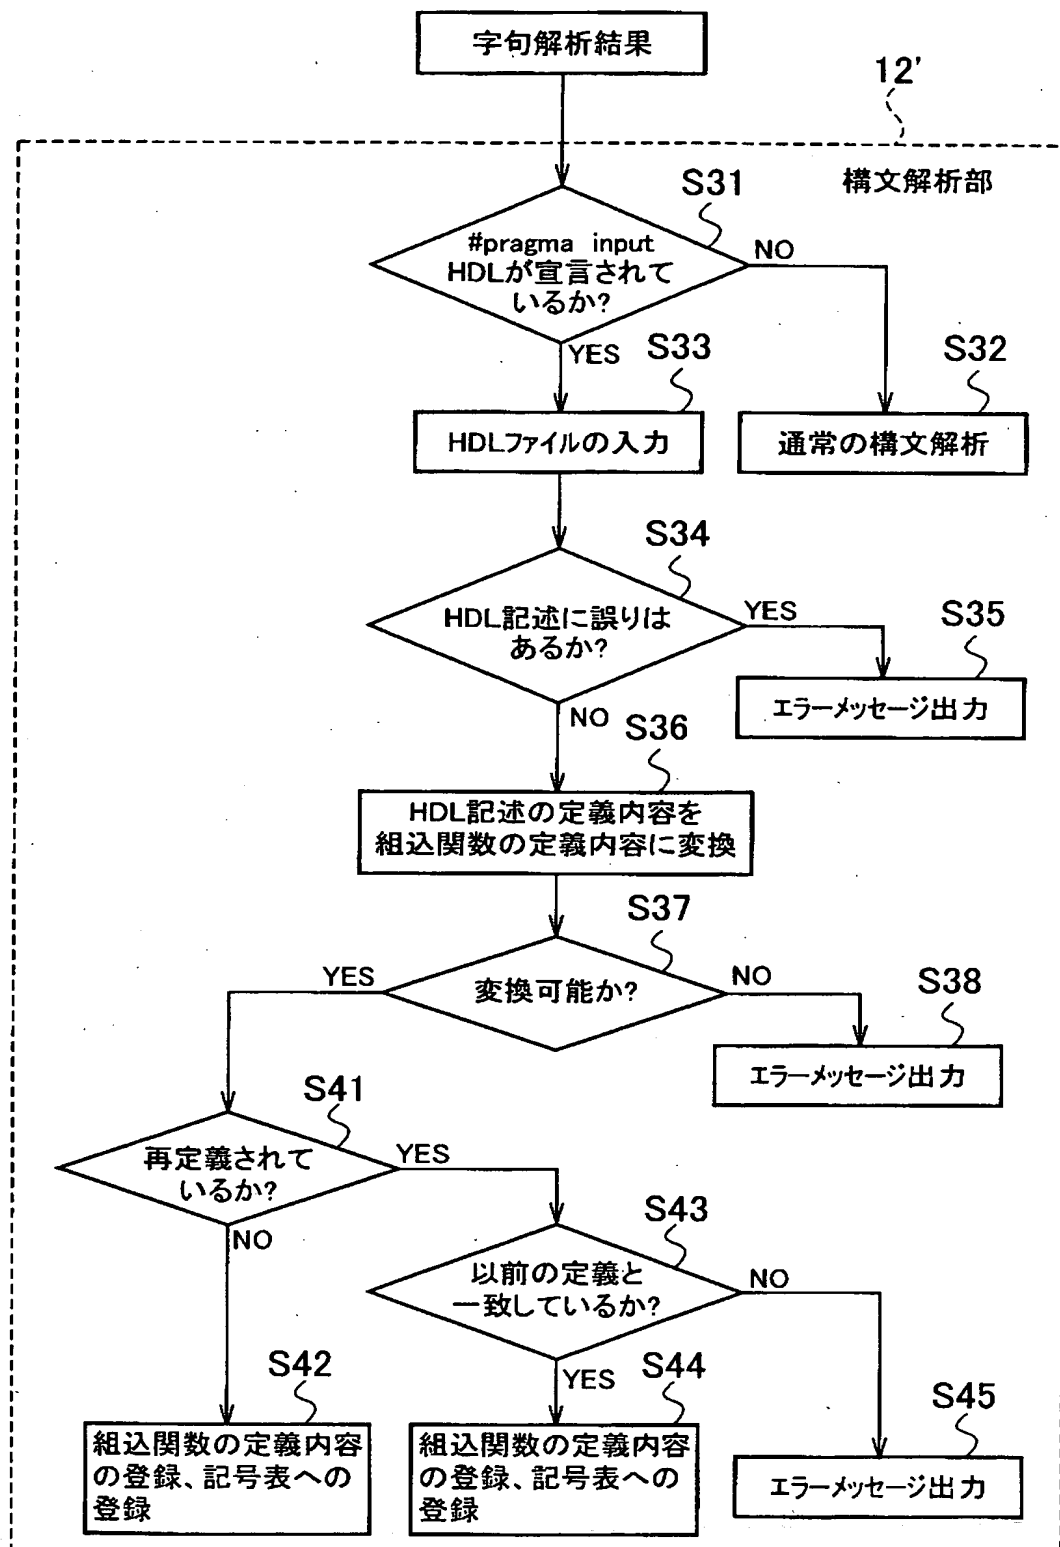 字句解析結果
12'
構文解析部
S31
#pragma input
HDLが宣言されて
いるか?
NO
YES
S33
S32
HDLファイルの入力
通常の構文解析
S34
HDL記述に誤りは
あるか?
YES
S35
エラーメッセージ出力
NO
S36
HDL記述の定義内容を
組込関数の定義内容に変換
S37
変換可能か?
YES
NO
S38
エラーメッセージ出力
S41
再定義されて
いるか?
YES
NO
S43
以前の定義と
一致しているか?
NO
YES
S42
組込関数の定義内容
の登録、記号表への
登録
S44
組込関数の定義内容
の登録、記号表への
登録
S45
エラーメッセージ出力